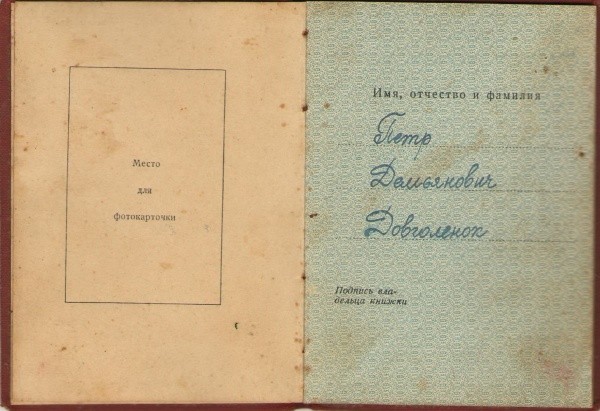 Место
для
фотокарточки
Имя, отчество и фамилия
Петр
Демьянович
Довголенок
Подпись вла-
дельца книжки